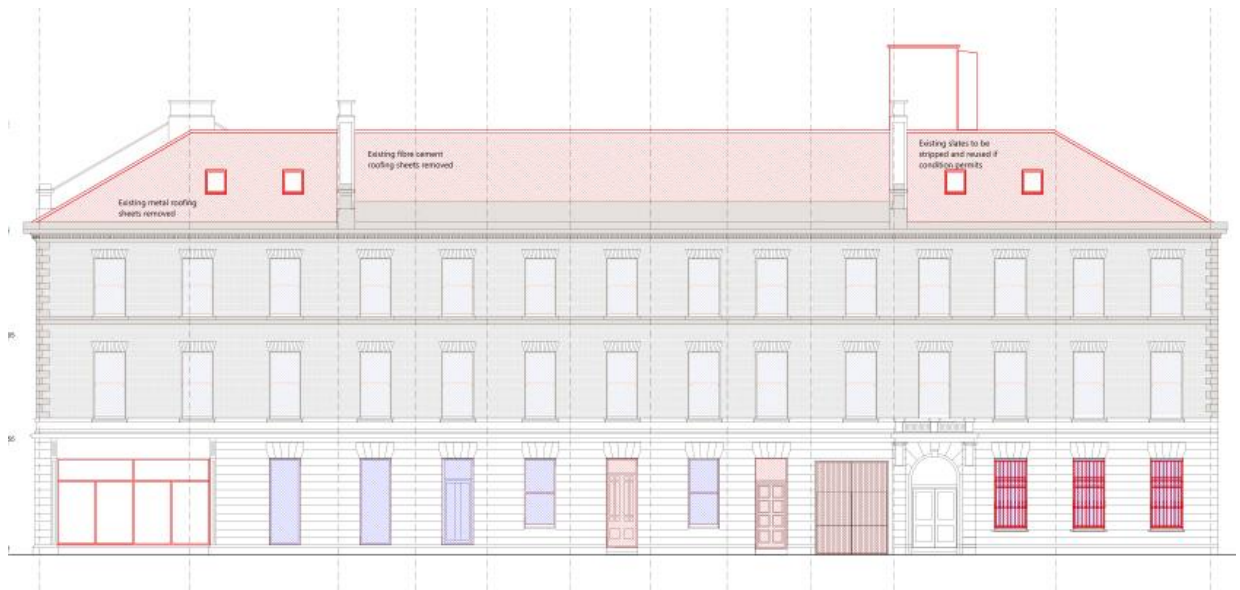 Existing fibre cement
roofing sheets removed
Existing slates to be
stripped and reused if
condition permits
Existing metal roofing
sheets removed